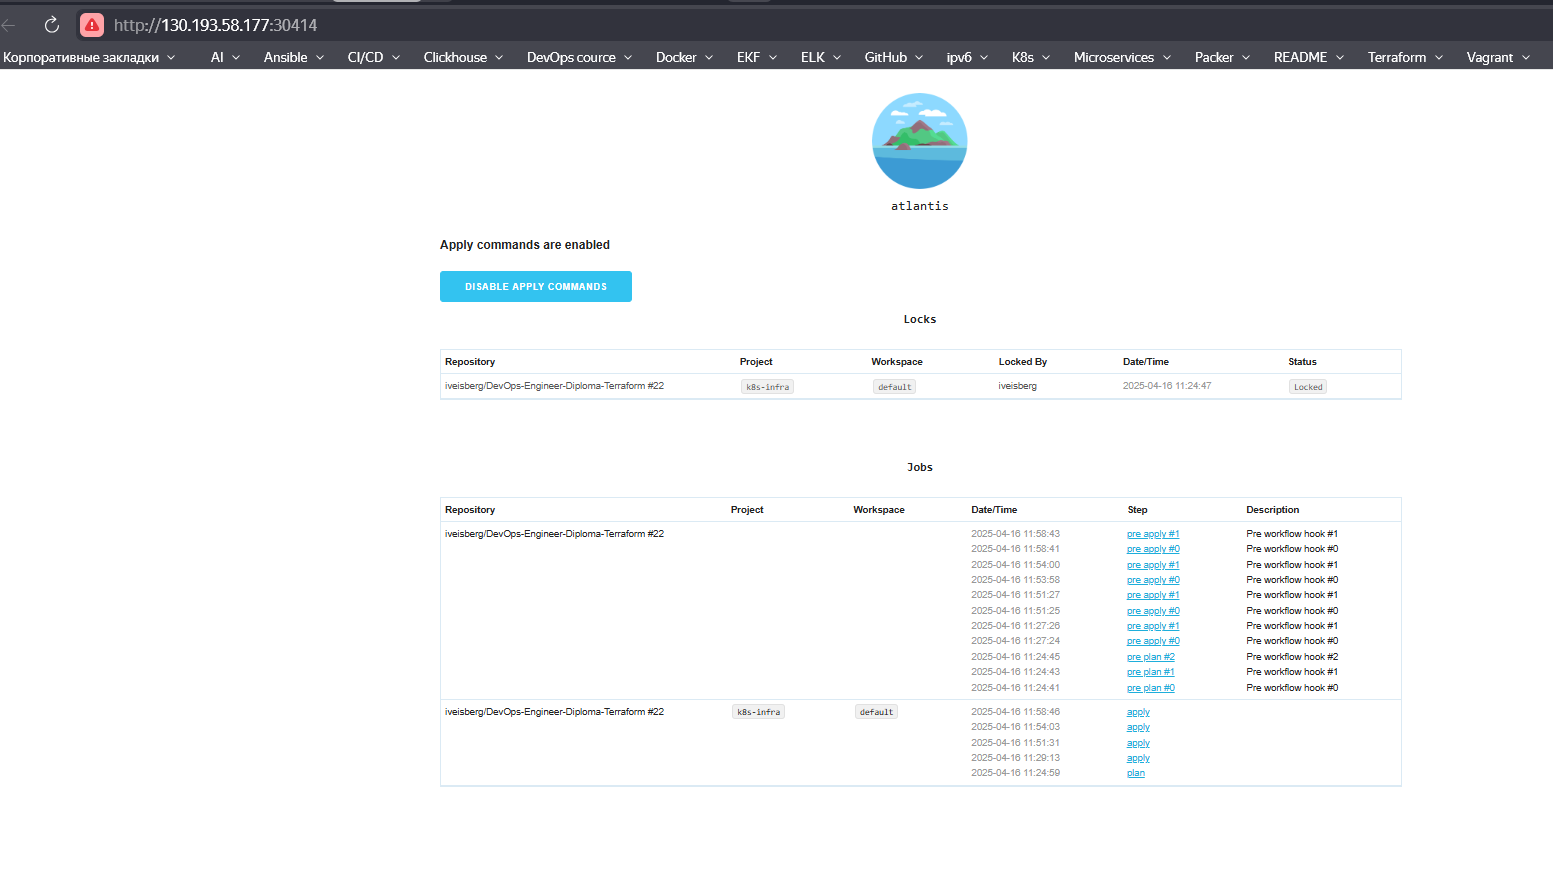 http://130.193.58.177:30414
Корпоративные закладки AI Ansible CI/CD Clickhouse DevOps cource Docker EKF ELK GitHub ipv6 K8s Microservices Packer README Terraform Vagrant
atlantis
Apply commands are enabled
DISABLE APPLY COMMANDS
Locks
Repository Project Workspace Locked By Date/Time Status
iveisberg/DevOps-Engineer-Diploma-Terraform #22 k8s-infra default iveisberg 2025-04-16 11:24:47 Locked
Jobs
Repository Project Workspace Date/Time Step Description
iveisberg/DevOps-Engineer-Diploma-Terraform #22 2025-04-16 11:58:43 pre apply #1 Pre workflow hook #1
2025-04-16 11:58:41 pre apply #0 Pre workflow hook #0
2025-04-16 11:54:00 pre apply #1 Pre workflow hook #1
2025-04-16 11:53:58 pre apply #0 Pre workflow hook #0
2025-04-16 11:51:27 pre apply #1 Pre workflow hook #1
2025-04-16 11:51:25 pre apply #0 Pre workflow hook #0
2025-04-16 11:27:26 pre apply #1 Pre workflow hook #1
2025-04-16 11:27:24 pre apply #0 Pre workflow hook #0
2025-04-16 11:24:45 pre plan #2 Pre workflow hook #2
2025-04-16 11:24:43 pre plan #1 Pre workflow hook #1
2025-04-16 11:24:41 pre plan #0 Pre workflow hook #0
iveisberg/DevOps-Engineer-Diploma-Terraform #22 k8s-infra default 2025-04-16 11:58:46 apply
2025-04-16 11:54:03 apply
2025-04-16 11:51:31 apply
2025-04-16 11:29:13 apply
2025-04-16 11:24:59 plan